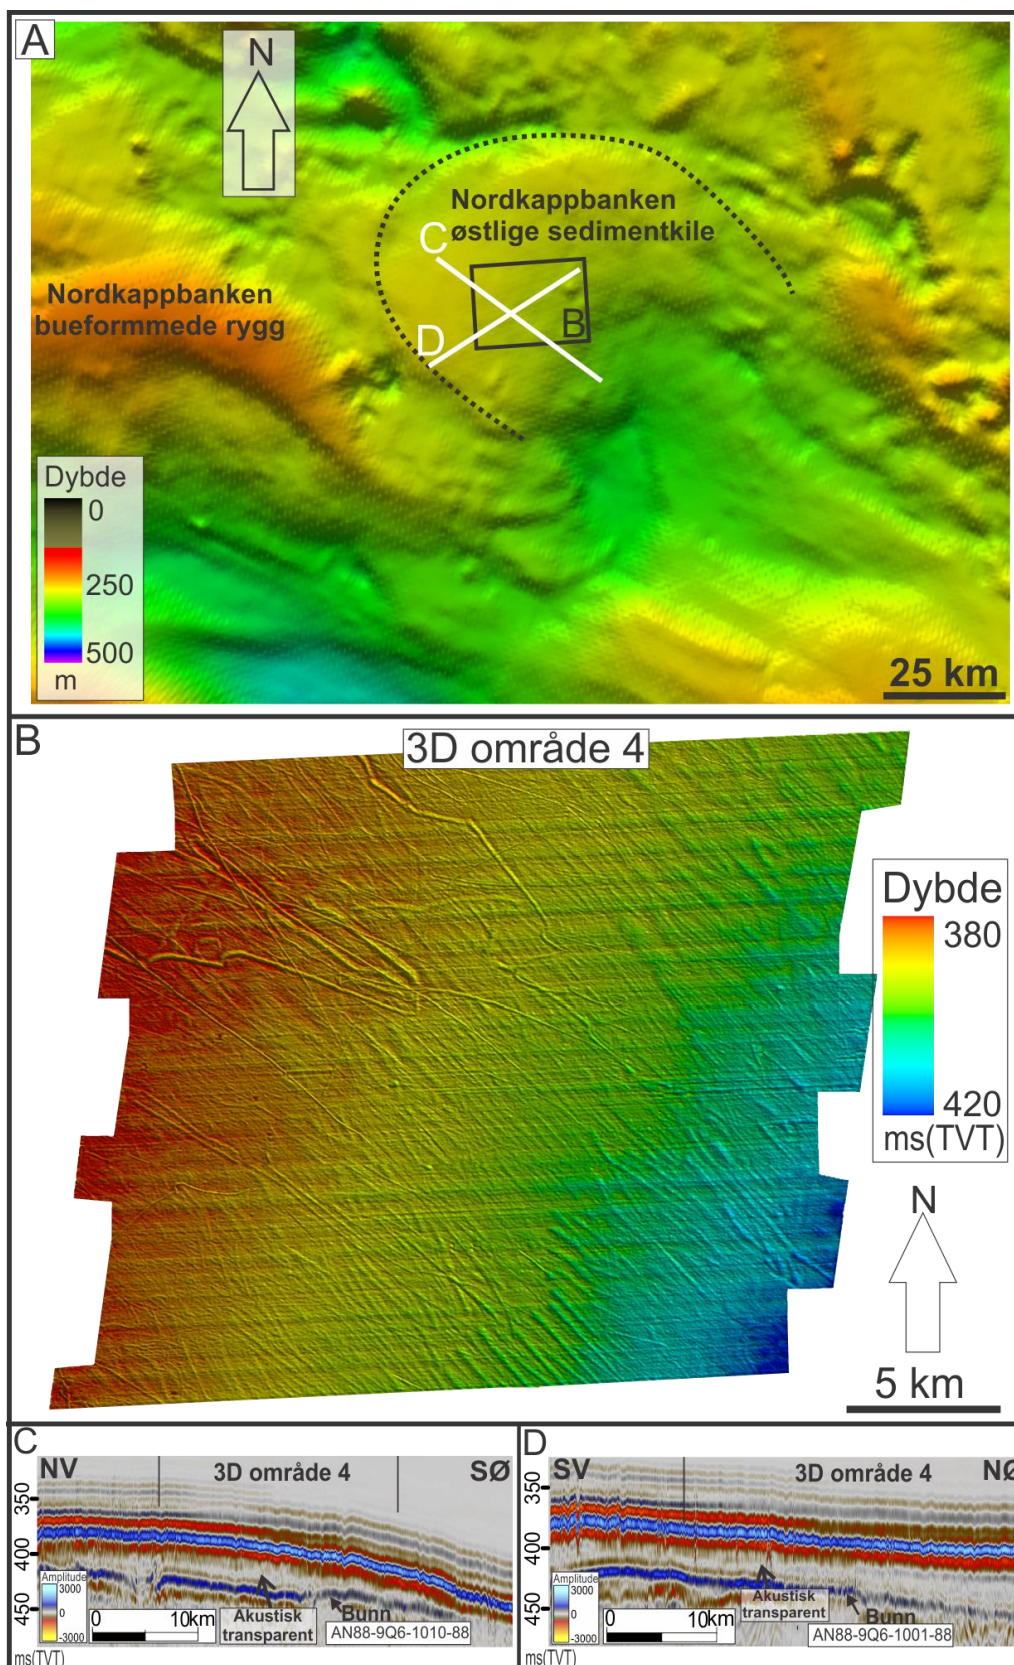 A
N
Nordkappbanken
østlige sedimentkile
C
Nordkappbanken
bueformmede rygg
B
D
Dybde
0
250
500
m
25 km
B
3D område 4
Dybde
380
420
ms(TVT)
N
5 km
C
NV
3D område 4
SØ
350
400
450
Amplitude
3000
0
-3000
0
10km
Akustisk
transparent
Bunn
AN88-9Q6-1010-88
ms(TVT)
D
SV
3D område 4
NØ
350
400
450
Amplitude
3000
0
-3000
0
10km
Akustisk
transparent
Bunn
AN88-9Q6-1001-88
ms(TVT)